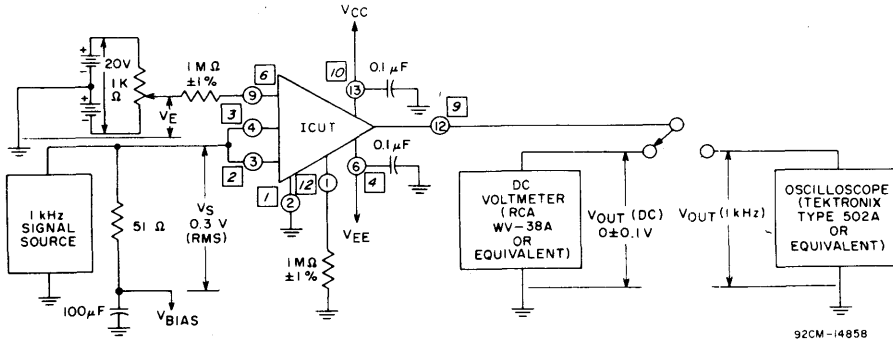 VCC
20V
1 K Ω
1 MΩ ±1%
6
9
VE
3
4
3
2
ICUT
10
13
0.1 µF
9
12
0.1 µF
6
4
VEE
1
2
12
1
1 MΩ ±1%
1 kHz SIGNAL SOURCE
51 Ω
VS 0.3 V (RMS)
100µF
VBIAS
DC VOLTMETER (RCA WV-38A OR EQUIVALENT)
VOUT (DC) 0±0.1V
VOUT (1 kHz)
OSCILLOSCOPE (TEKTRONIX TYPE 502A OR EQUIVALENT)
92CM-14858